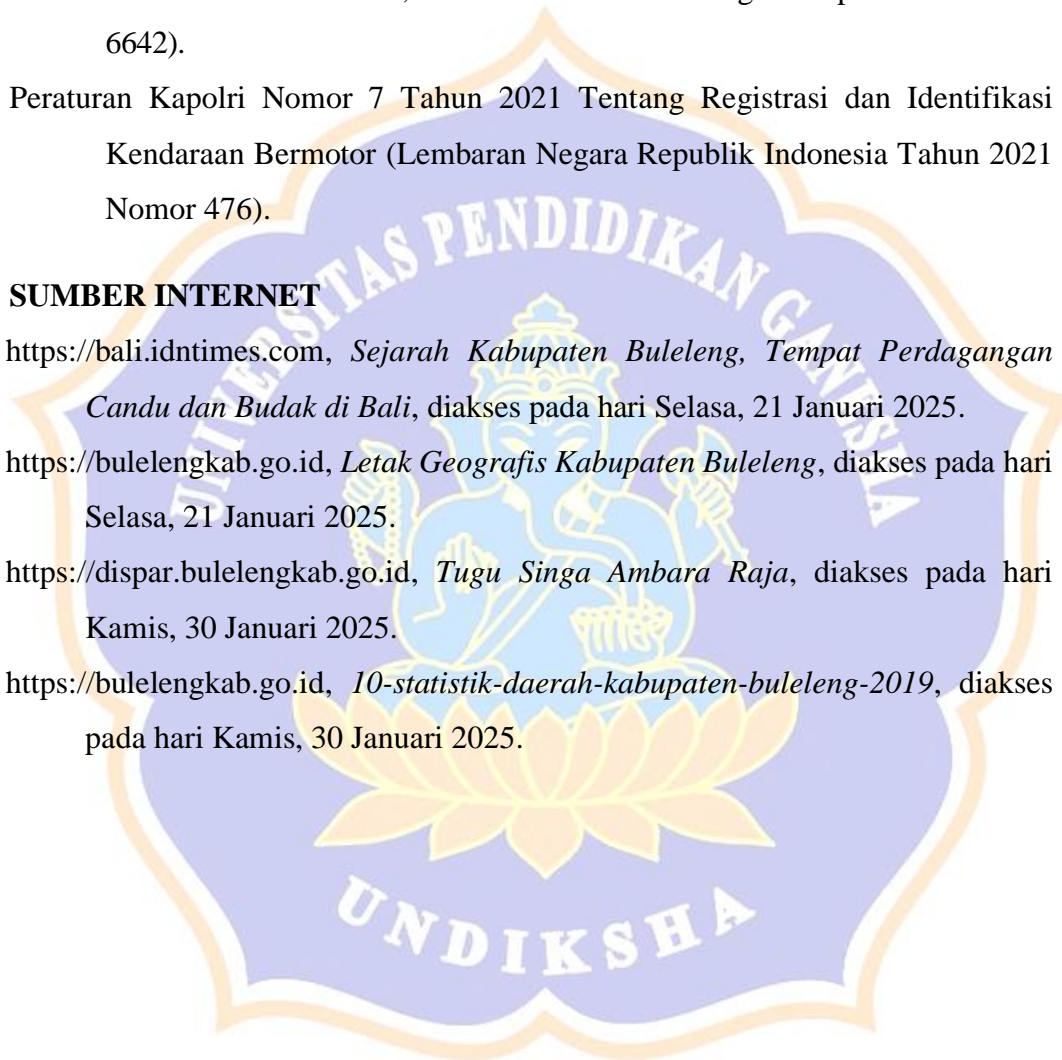 6642).
Peraturan Kapolri Nomor 7 Tahun 2021 Tentang Registrasi dan Identifikasi
Kendaraan Bermotor (Lembaran Negara Republik Indonesia Tahun 2021
Nomor 476).
UNIVERSITAS PENDIDIKAN GANESHA
SUMBER INTERNET
https://bali.idntimes.com, Sejarah Kabupaten Buleleng, Tempat Perdagangan
Candu dan Budak di Bali, diakses pada hari Selasa, 21 Januari 2025.
https://bulelengkab.go.id, Letak Geografis Kabupaten Buleleng, diakses pada hari
Selasa, 21 Januari 2025.
https://dispar.bulelengkab.go.id, Tugu Singa Ambara Raja, diakses pada hari
Kamis, 30 Januari 2025.
https://bulelengkab.go.id, 10-statistik-daerah-kabupaten-buleleng-2019, diakses
pada hari Kamis, 30 Januari 2025.
UNDIKSHA